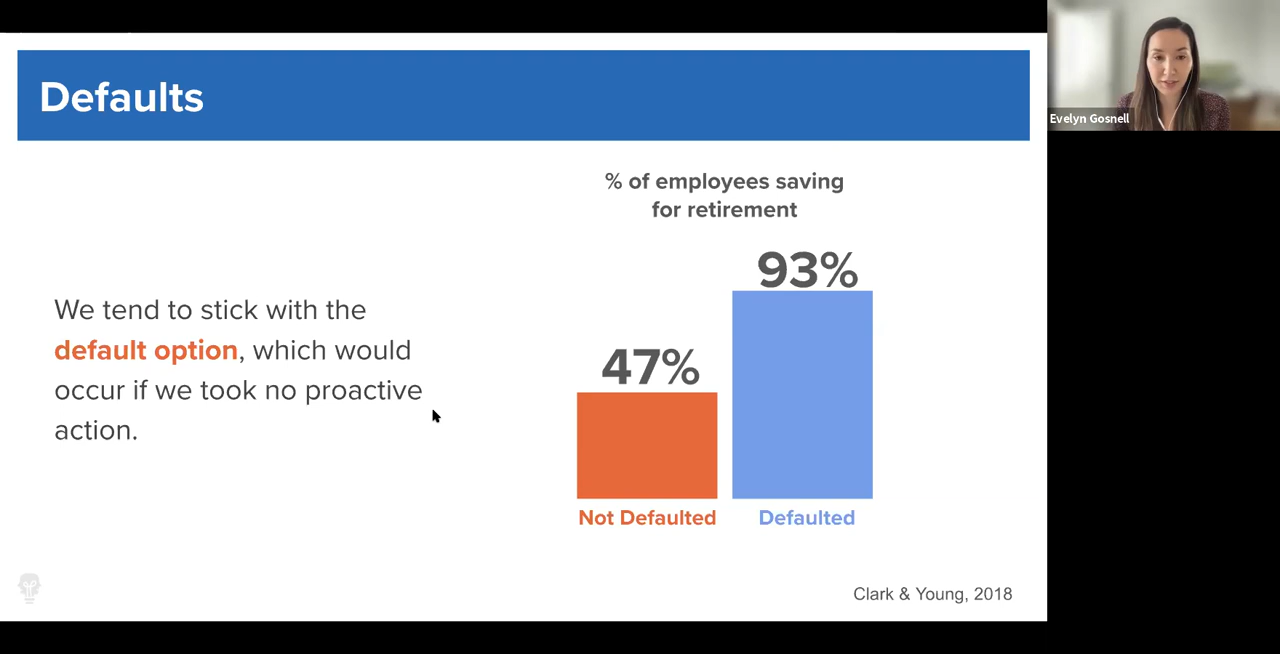 Defaults
Evelyn Gosnell
% of employees saving
for retirement
93%
47%
We tend to stick with the
default option, which would
occur if we took no proactive
action.
Not Defaulted
Defaulted
Clark & Young, 2018